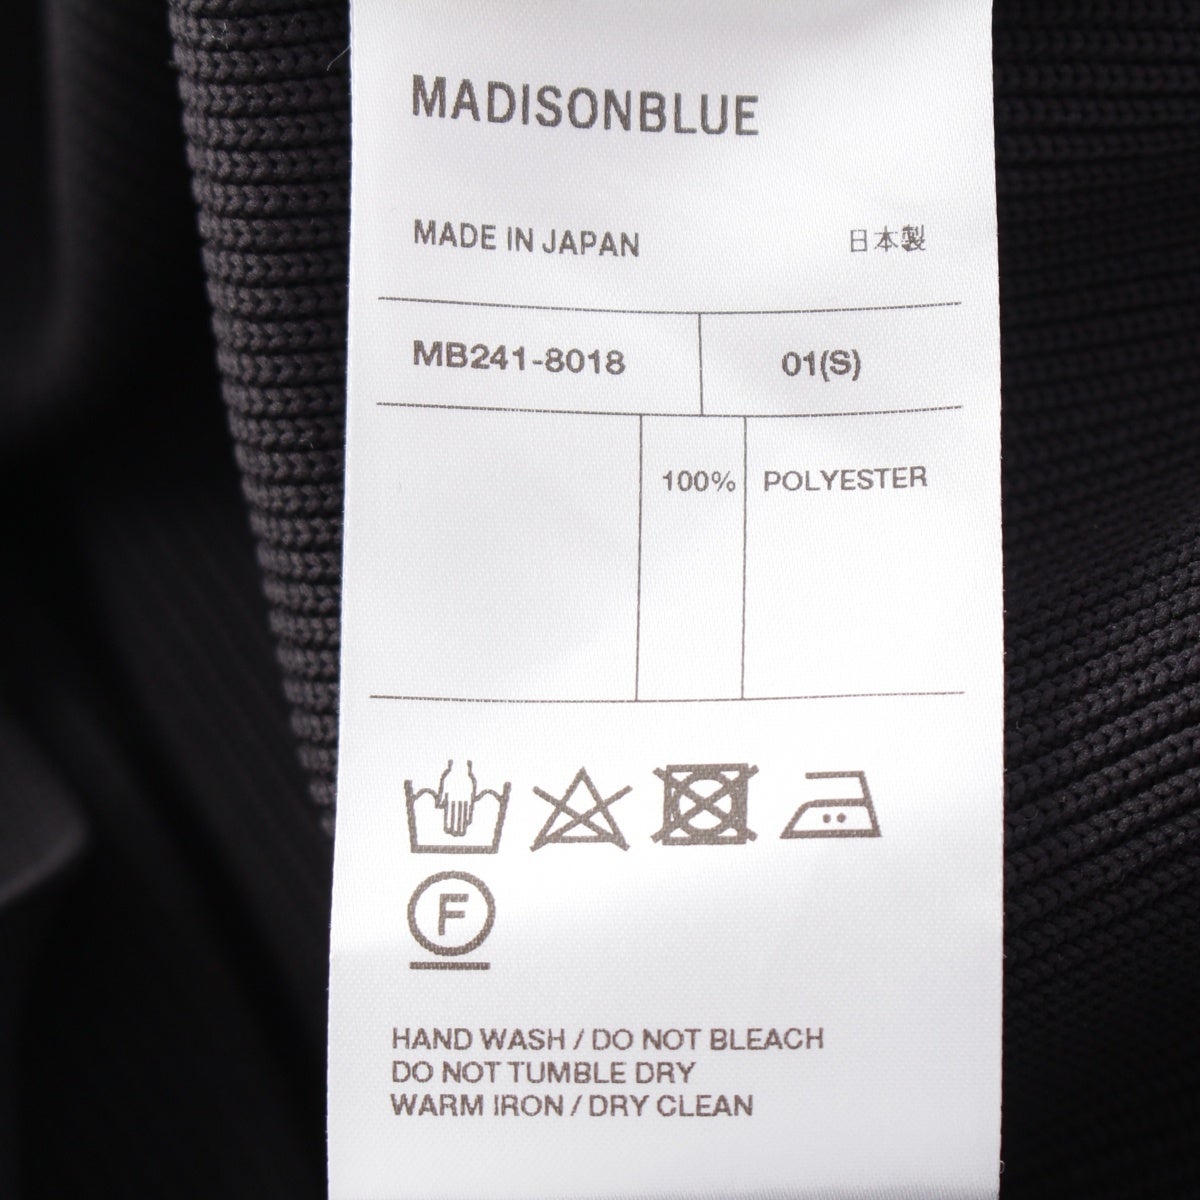 MADISONBLUE
MADE IN JAPAN 日本製
MB241-8018 01(S)
100% POLYESTER
F
HAND WASH / DO NOT BLEACH
DO NOT TUMBLE DRY
WARM IRON / DRY CLEAN